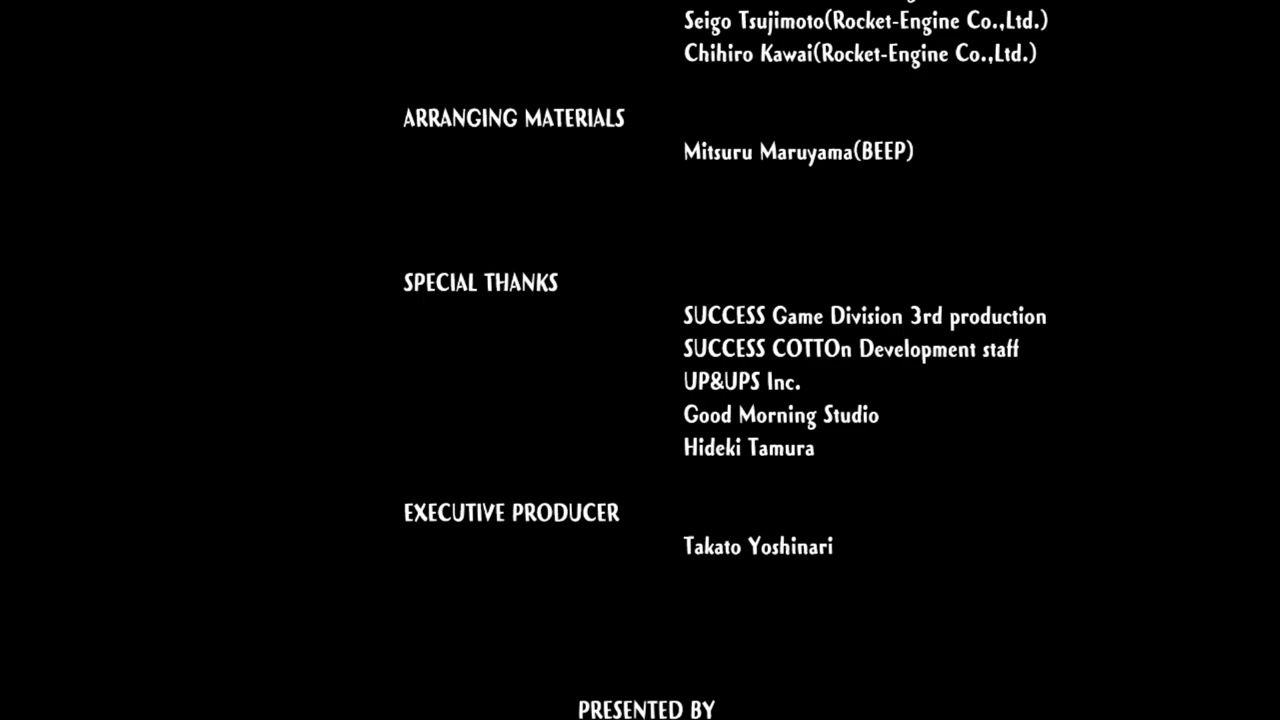 Seigo Tsujimoto(Rocket-Engine Co.,Ltd.)
Chihiro Kawai(Rocket-Engine Co.,Ltd.)
ARRANGING MATERIALS
Mitsuru Maruyama(BEEP)
SPECIAL THANKS
SUCCESS Game Division 3rd production
SUCCESS COTTOn Development staff
UP&UPS Inc.
Good Morning Studio
Hideki Tamura
EXECUTIVE PRODUCER
Takato Yoshinari
PRESENTED BY